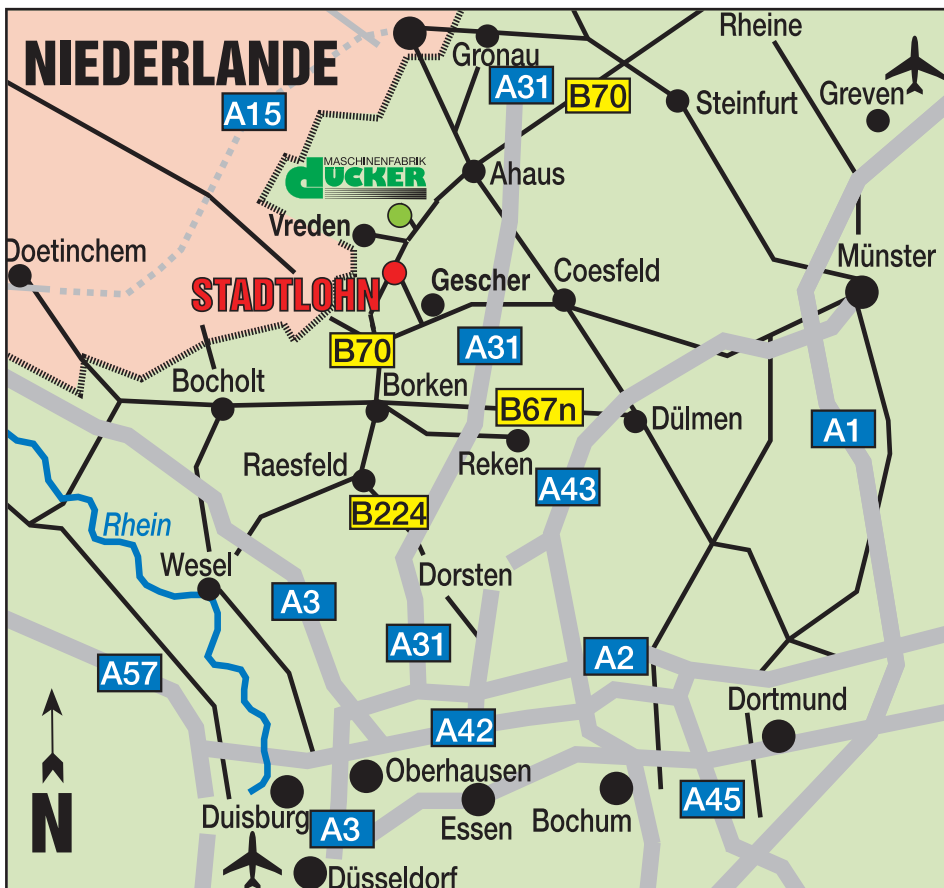 Rheine
NIEDERLANDE
Gronau
A31
B70
Steinfurt
Greven
A15
MASCHINENFABRIK
DÜCKER
Ahaus
Vreden
Doetinchem
Münster
Coesfeld
Gescher
STADTLOHN
B70
A31
Bocholt
Borken
B67n
Dülmen
A1
Raesfeld
Reken
A43
B224
Rhein
Wesel
Dorsten
A3
A31
A2
A57
Dortmund
A42
Oberhausen
Duisburg
A3
Essen
Bochum
A45
N
Düsseldorf